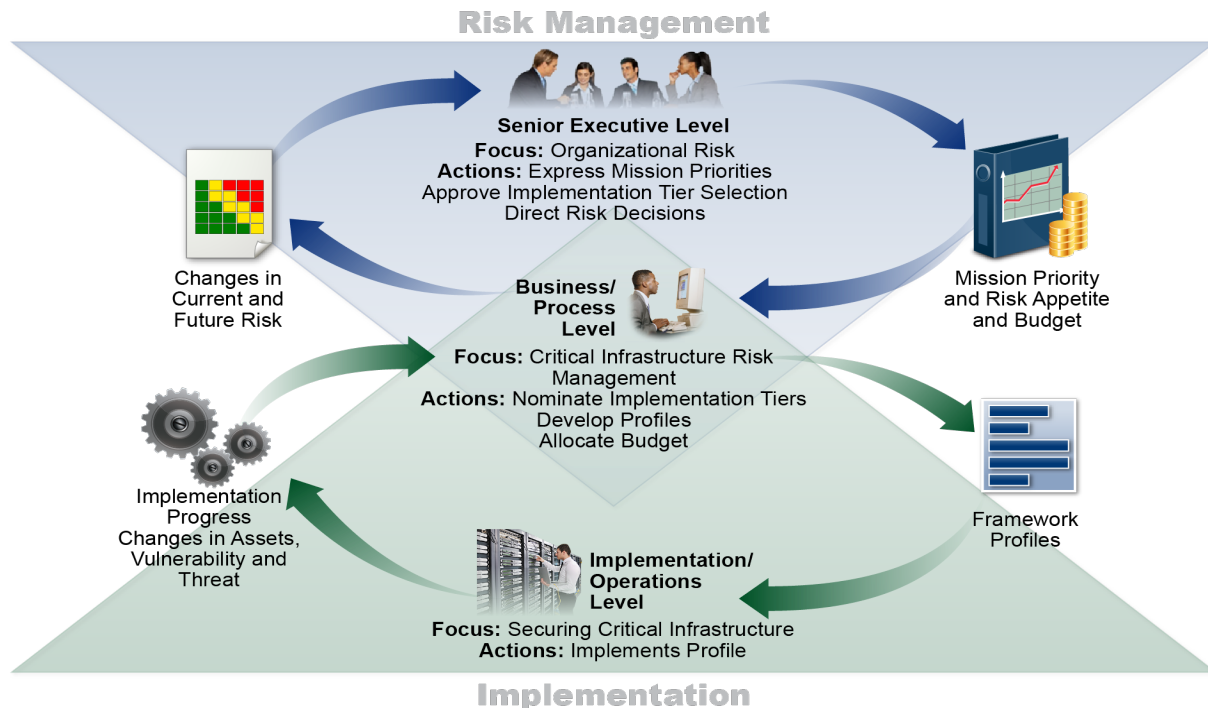 Risk Management
Senior Executive Level
Focus: Organizational Risk
Actions: Express Mission Priorities
Approve Implementation Tier Selection
Direct Risk Decisions
Changes in
Current and
Future Risk
Mission Priority
and Risk Appetite
and Budget
Business/
Process
Level
Focus: Critical Infrastructure Risk
Management
Actions: Nominate Implementation Tiers
Develop Profiles
Allocate Budget
Implementation
Progress
Changes in Assets,
Vulnerability and
Threat
Framework
Profiles
Implementation/
Operations
Level
Focus: Securing Critical Infrastructure
Actions: Implements Profile
Implementation